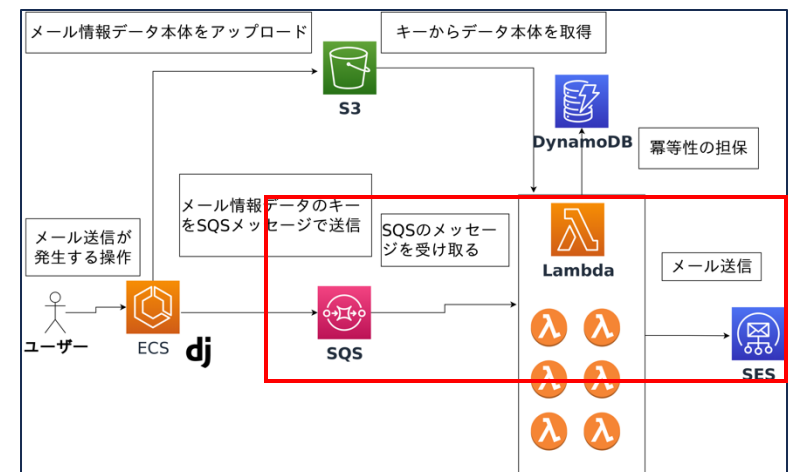 メール情報データ本体をアップロード
キーからデータ本体を取得
S3
DynamoDB
冪等性の担保
メール情報データのキー
をSQSメッセージで送信
SQSのメッセー
ジを受け取る
メール送信が
発生する操作
Lambda
メール送信
ユーザー
ECS
dj
SQS
SES